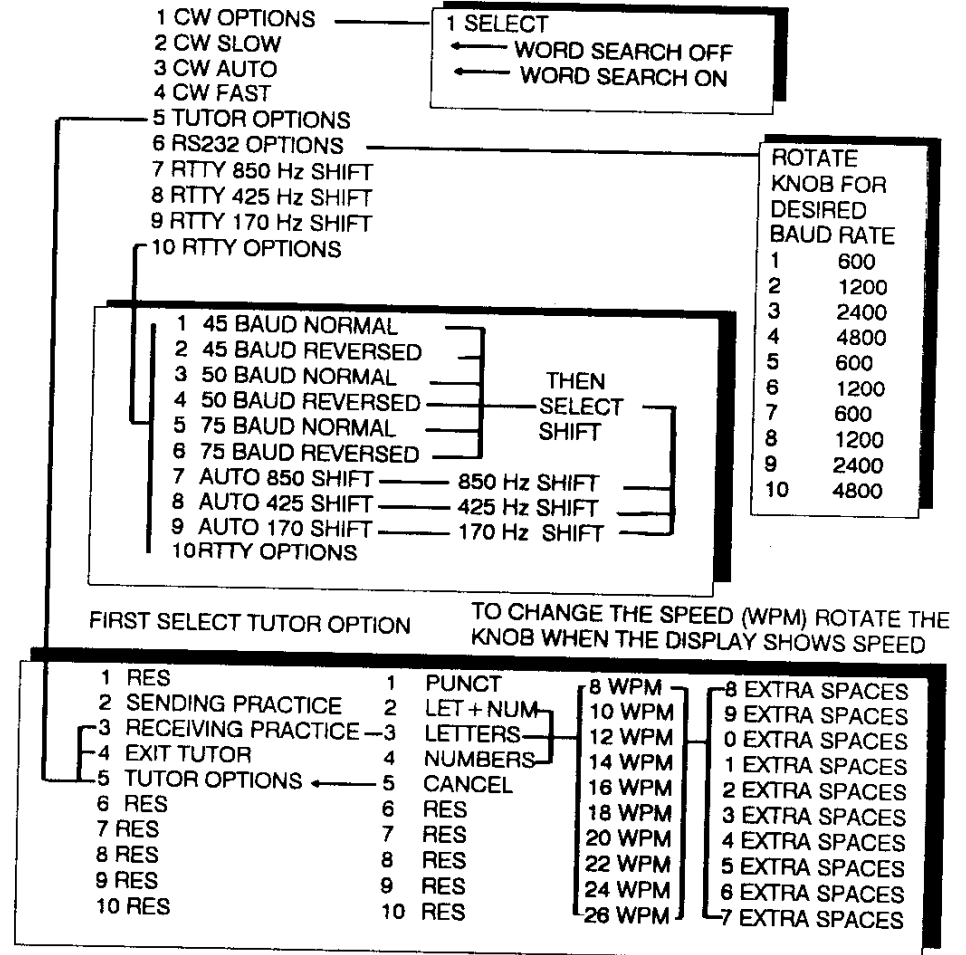 1 CW OPTIONS
2 CW SLOW
3 CW AUTO
4 CW FAST
5 TUTOR OPTIONS
6 RS232 OPTIONS
7 RTTY 850 Hz SHIFT
8 RTTY 425 Hz SHIFT
9 RTTY 170 Hz SHIFT
10 RTTY OPTIONS
1 SELECT
WORD SEARCH OFF
WORD SEARCH ON
ROTATE
KNOB FOR
DESIRED
BAUD RATE
1 600
2 1200
3 2400
4 4800
5 600
6 1200
7 600
8 1200
9 2400
10 4800
1 45 BAUD NORMAL
2 45 BAUD REVERSED
3 50 BAUD NORMAL
4 50 BAUD REVERSED
5 75 BAUD NORMAL
6 75 BAUD REVERSED
7 AUTO 850 SHIFT
8 AUTO 425 SHIFT
9 AUTO 170 SHIFT
10 RTTY OPTIONS
THEN
SELECT
SHIFT
850 Hz SHIFT
425 Hz SHIFT
170 Hz SHIFT
FIRST SELECT TUTOR OPTION
TO CHANGE THE SPEED (WPM) ROTATE THE
KNOB WHEN THE DISPLAY SHOWS SPEED
1 RES
2 SENDING PRACTICE
3 RECEIVING PRACTICE
4 EXIT TUTOR
5 TUTOR OPTIONS
6 RES
7 RES
8 RES
9 RES
10 RES
1 PUNCT
2 LET+NUM
3 LETTERS
4 NUMBERS
5 CANCEL
6 RES
7 RES
8 RES
9 RES
10 RES
8 WPM
10 WPM
12 WPM
14 WPM
16 WPM
18 WPM
20 WPM
22 WPM
24 WPM
26 WPM
8 EXTRA SPACES
9 EXTRA SPACES
0 EXTRA SPACES
1 EXTRA SPACES
2 EXTRA SPACES
3 EXTRA SPACES
4 EXTRA SPACES
5 EXTRA SPACES
6 EXTRA SPACES
7 EXTRA SPACES